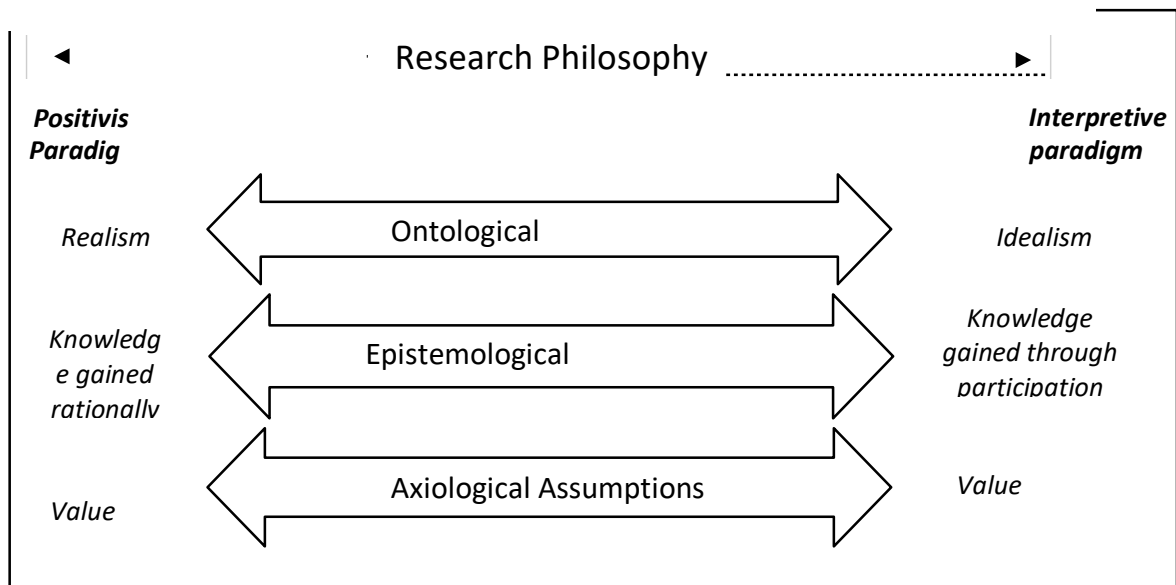 Research Philosophy
Positivis
Paradig
Interpretive
paradigm
Realism
Ontological
Idealism
Knowledg
e gained
rationally
Epistemological
Knowledge
gained through
participation
Value
Axiological Assumptions
Value